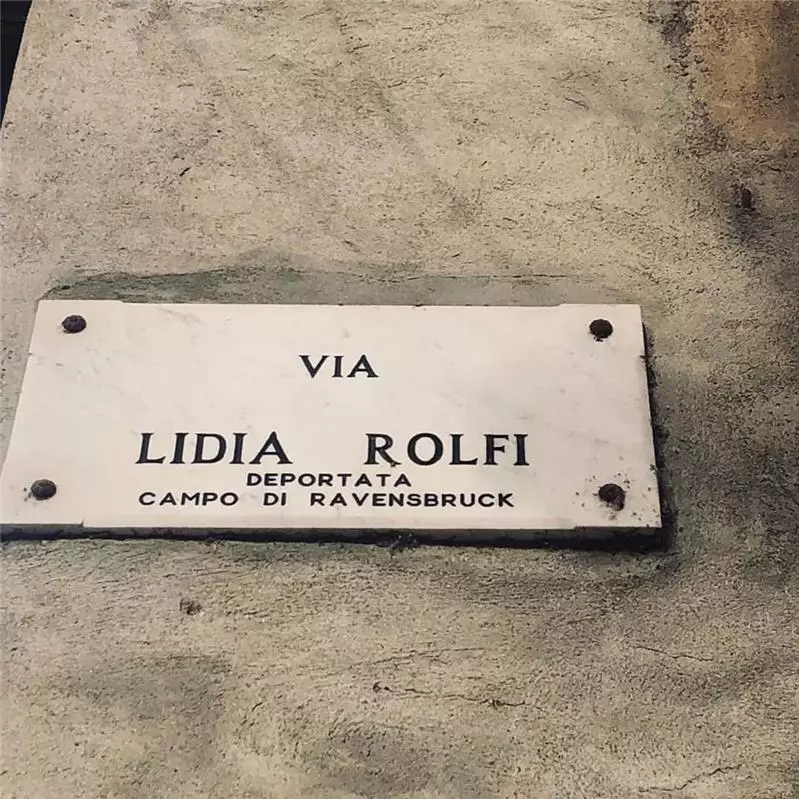 VIA
LIDIA ROLFI
DEPORTATA
CAMPO DI RAVENSBRUCK